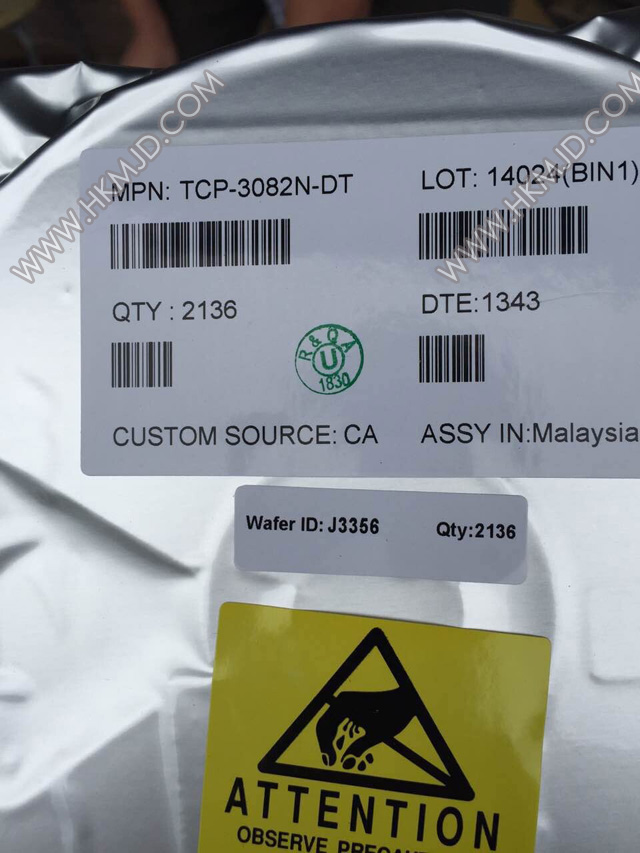 WWW.HKMJD.COM
WWW.HKMJD.COM
MPN: TCP-3082N-DT
LOT: 14024(BIN1)
QTY : 2136
DTE:1343
R & Q A
U
1830
CUSTOM SOURCE: CA
ASSY IN:Malaysia
Wafer ID: J3356
Qty:2136
ATTENTION
OBSERVE